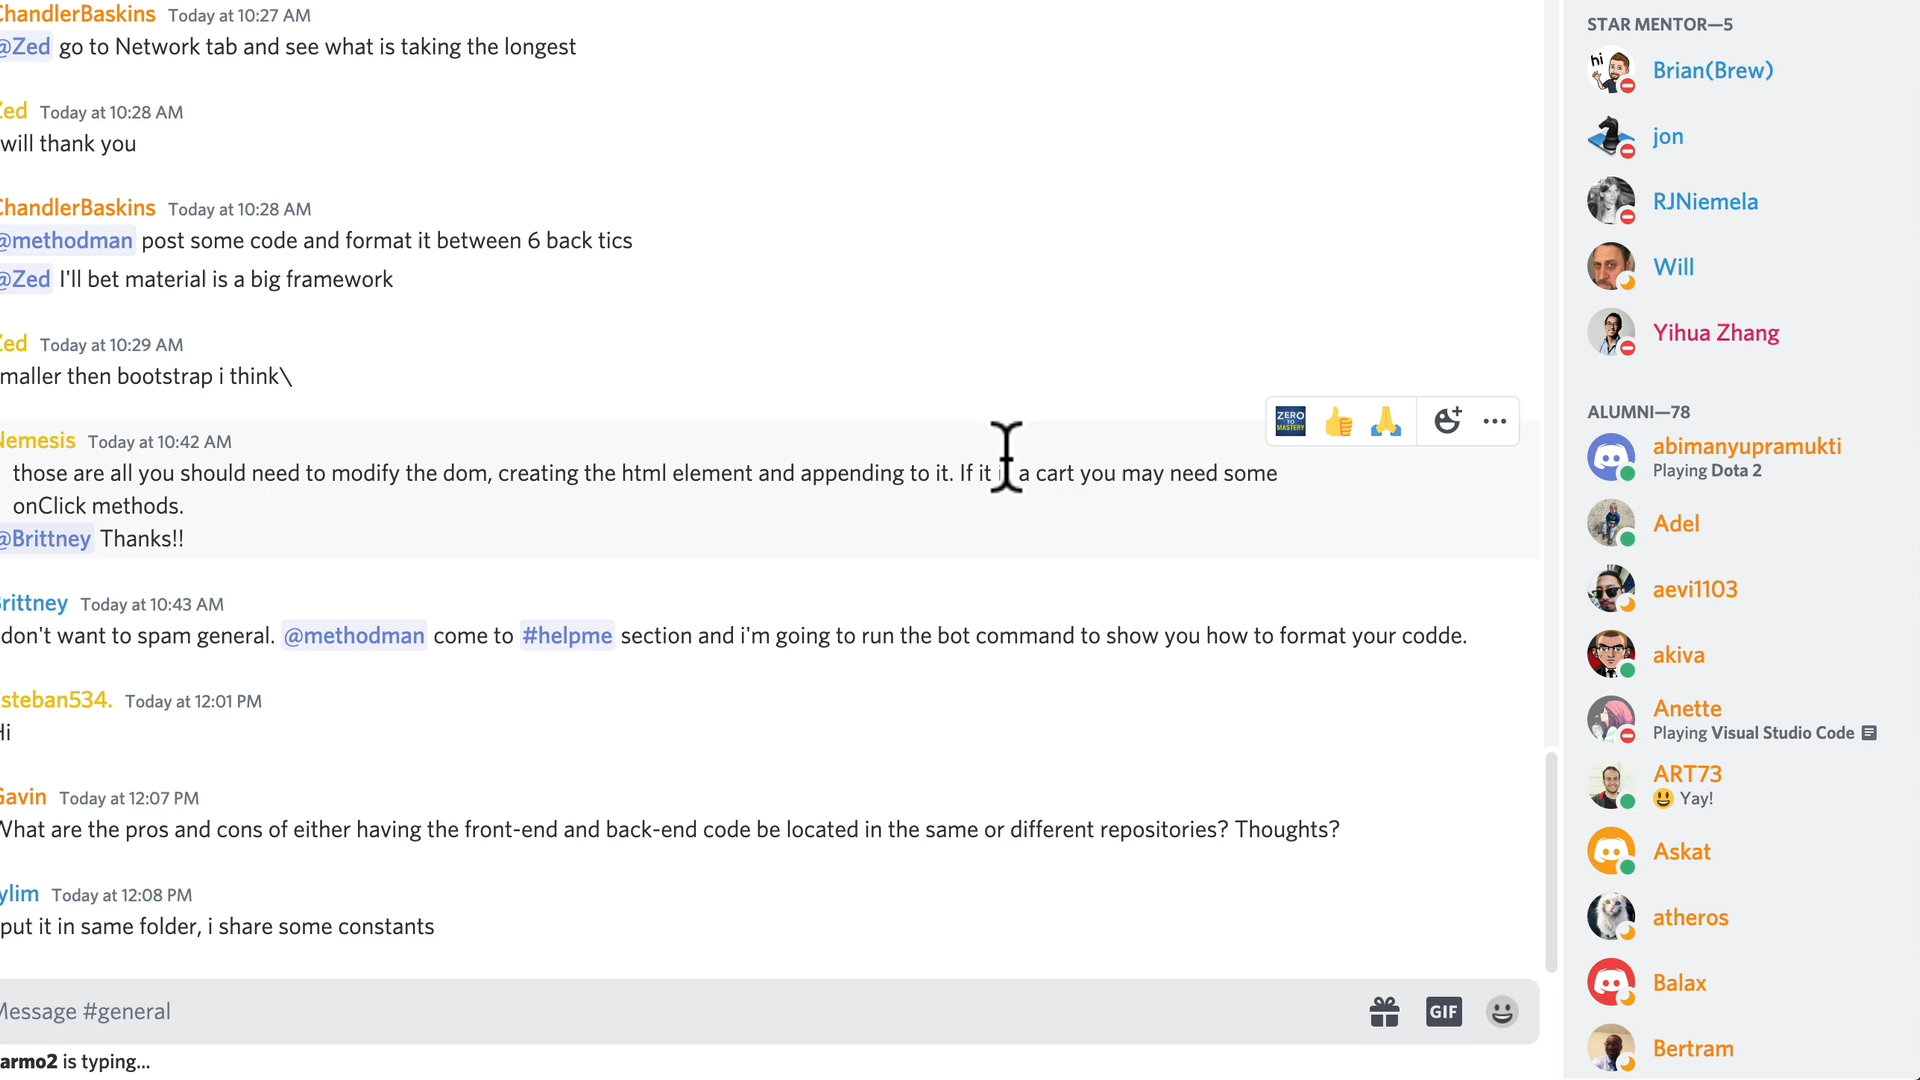 ChandlerBaskins Today at 10:27 AM
@Zed go to Network tab and see what is taking the longest
Zed Today at 10:28 AM
will thank you
ChandlerBaskins Today at 10:28 AM
@methodman post some code and format it between 6 back tics
@Zed I'll bet material is a big framework
Zed Today at 10:29 AM
maller then bootstrap i think\
ZERO TO MASTERY
Nemesis Today at 10:42 AM
those are all you should need to modify the dom, creating the html element and appending to it. If it a cart you may need some
onClick methods.
@Brittney Thanks!!
Brittney Today at 10:43 AM
don't want to spam general. @methodman come to #helpme section and i'm going to run the bot command to show you how to format your codde.
steban534. Today at 12:01 PM
Hi
Gavin Today at 12:07 PM
What are the pros and cons of either having the front-end and back-end code be located in the same or different repositories? Thoughts?
ylim Today at 12:08 PM
put it in same folder, i share some constants
Message #general
GIF
armo2 is typing...
STAR MENTOR—5
hi
Brian(Brew)
jon
RJNiemela
Will
Yihua Zhang
ALUMNI—78
abimanyupramukti
Playing Dota 2
Adel
aevi1103
akiva
Anette
Playing Visual Studio Code
ART73
Yay!
Askat
atheros
Balax
Bertram